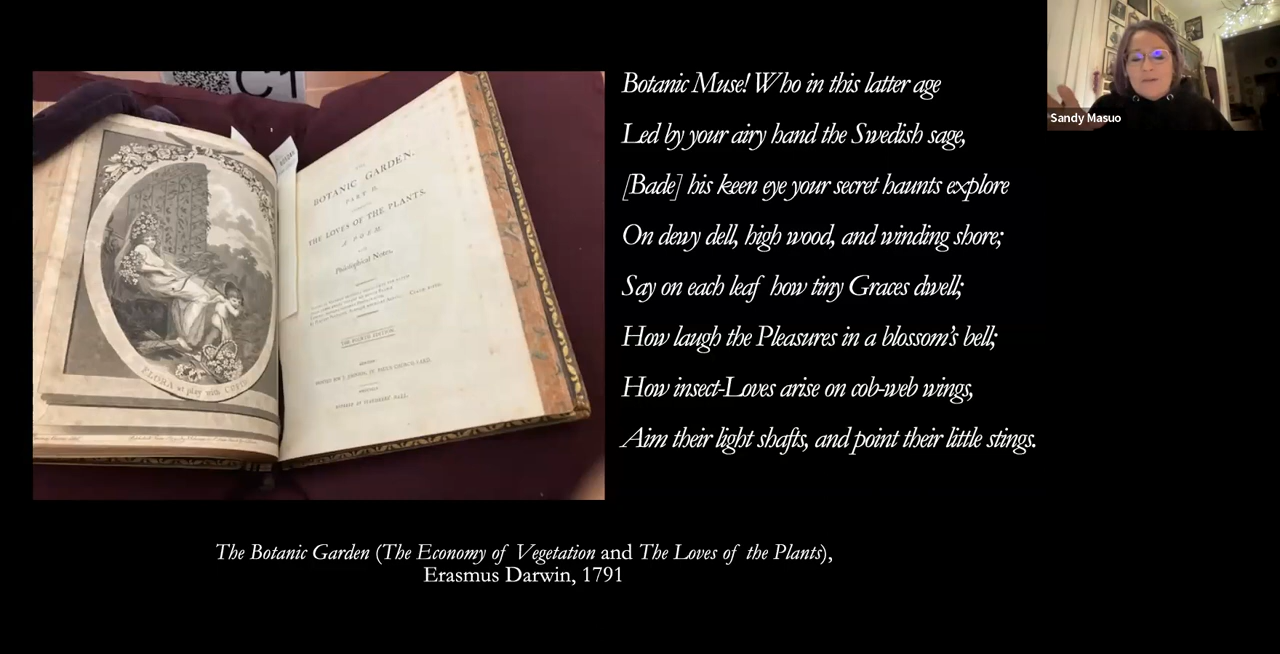 Botanic Muse! Who in this latter age
Led by your airy hand the Swedish sage,
[Bade] his keen eye your secret haunts explore
On dewy dell, high wood, and winding shore;
Say on each leaf how tiny Graces dwell;
How laugh the Pleasures in a blossom's bell;
How insect-Loves arise on cob-web wings,
Aim their light shafts, and point their little stings.
Sandy Masuo
BOTANIC GARDEN.
PART II.
THE LOVES OF THE PLANTS.
A POEM.
Philosophical Notes.
THE FOURTH EDITION.
FLORA at play with CUPID
The Botanic Garden (The Economy of Vegetation and The Loves of the Plants),
Erasmus Darwin, 1791